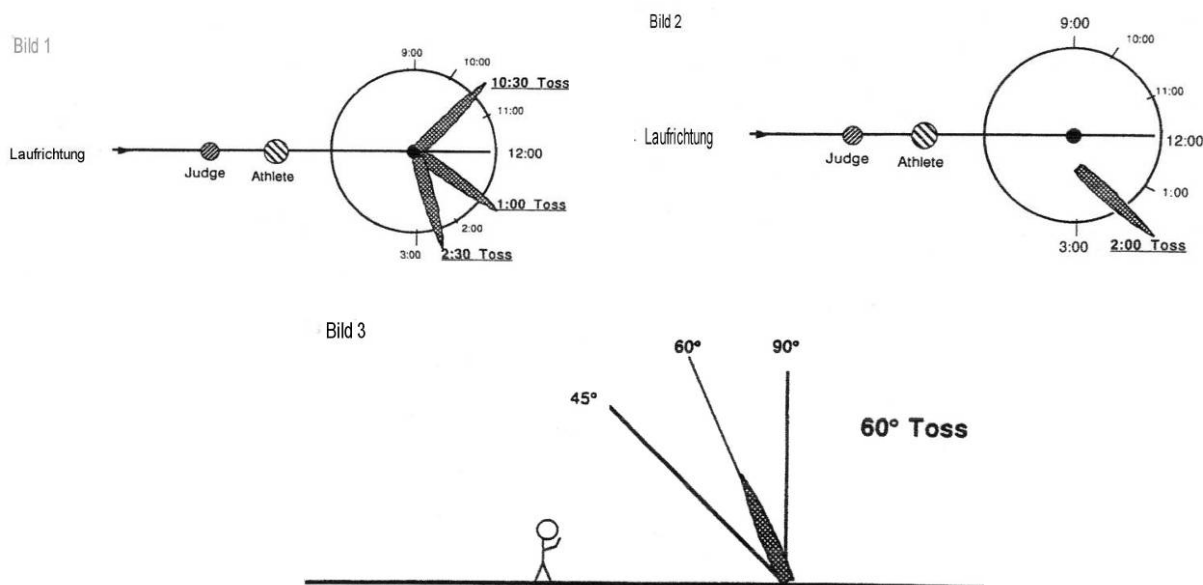 Bild 1
9:00
10:00
10:30 Toss
11:00
Laufrichtung
12:00
Judge
Athlete
1:00 Toss
2:00
3:00
2:30 Toss
Bild 2
9:00
10:00
11:00
Laufrichtung
12:00
Judge
Athlete
1:00
3:00
2:00 Toss
Bild 3
60°
90°
45°
60° Toss